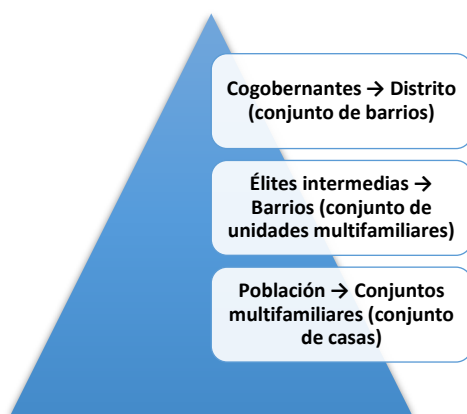 Cogobernantes → Distrito
(conjunto de barrios)
Élites intermedias →
Barrios (conjunto de
unidades multifamiliares)
Población → Conjuntos
multifamiliares (conjunto
de casas)